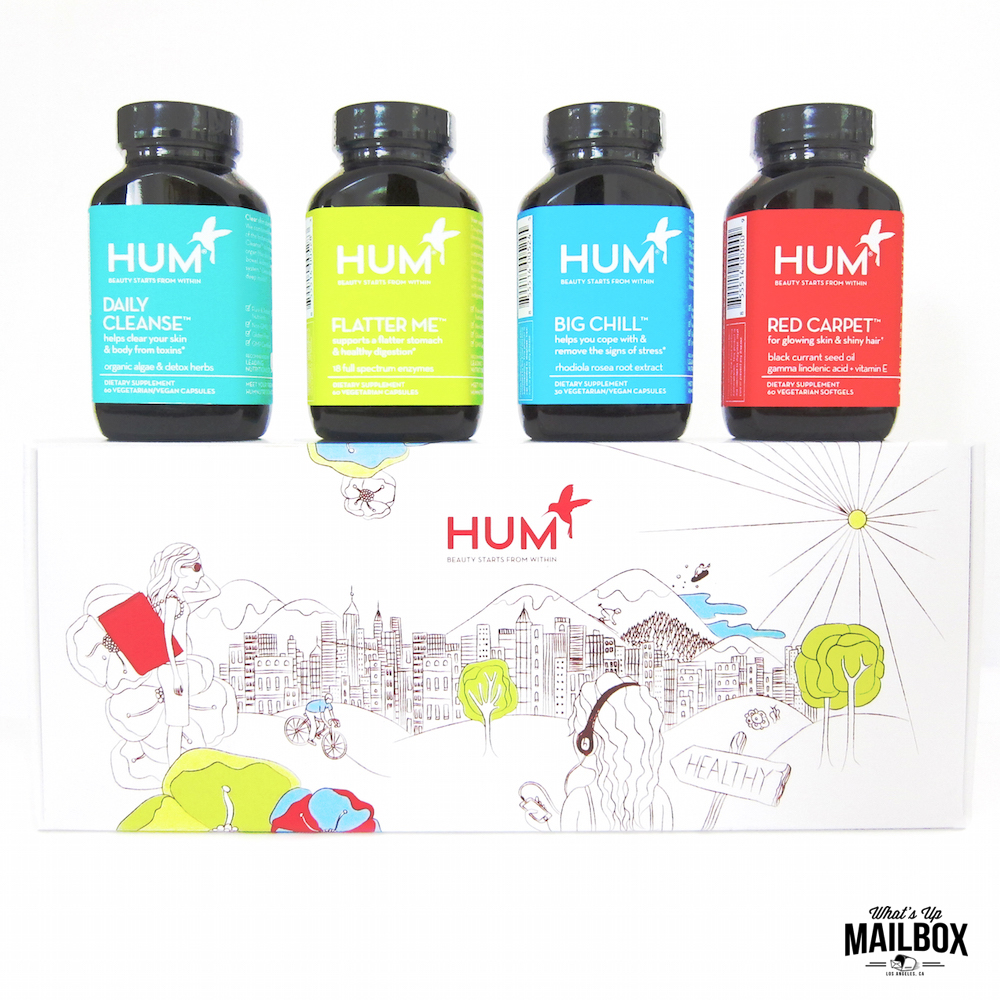 HUM®
BEAUTY STARTS FROM WITHIN
DAILY
CLEANSE™
helps clear your skin
& body from toxins*
organic algae & detox herbs
DIETARY SUPPLEMENT
60 VEGETARIAN/VEGAN CAPSULES
HUM
BEAUTY STARTS FROM WITHIN
FLATTER ME™
supports a flatter stomach
& healthy digestion*
18 full spectrum enzymes
DIETARY SUPPLEMENT
60 VEGETARIAN/VEGAN CAPSULES
HUM
BEAUTY STARTS FROM WITHIN
BIG CHILL™
helps you cope with &
remove the signs of stress*
rhodiola rosea root extract
DIETARY SUPPLEMENT
30 VEGETARIAN/VEGAN CAPSULES
HUM®
BEAUTY STARTS FROM WITHIN
RED CARPET™
for glowing skin & shiny hair*
black currant seed oil
gamma linolenic acid + vitamin E
DIETARY SUPPLEMENT
60 VEGETARIAN SOFTGELS
HUM
BEAUTY STARTS FROM WITHIN
HEALTHY
What's Up
MAILBOX
LOS ANGELES, CA